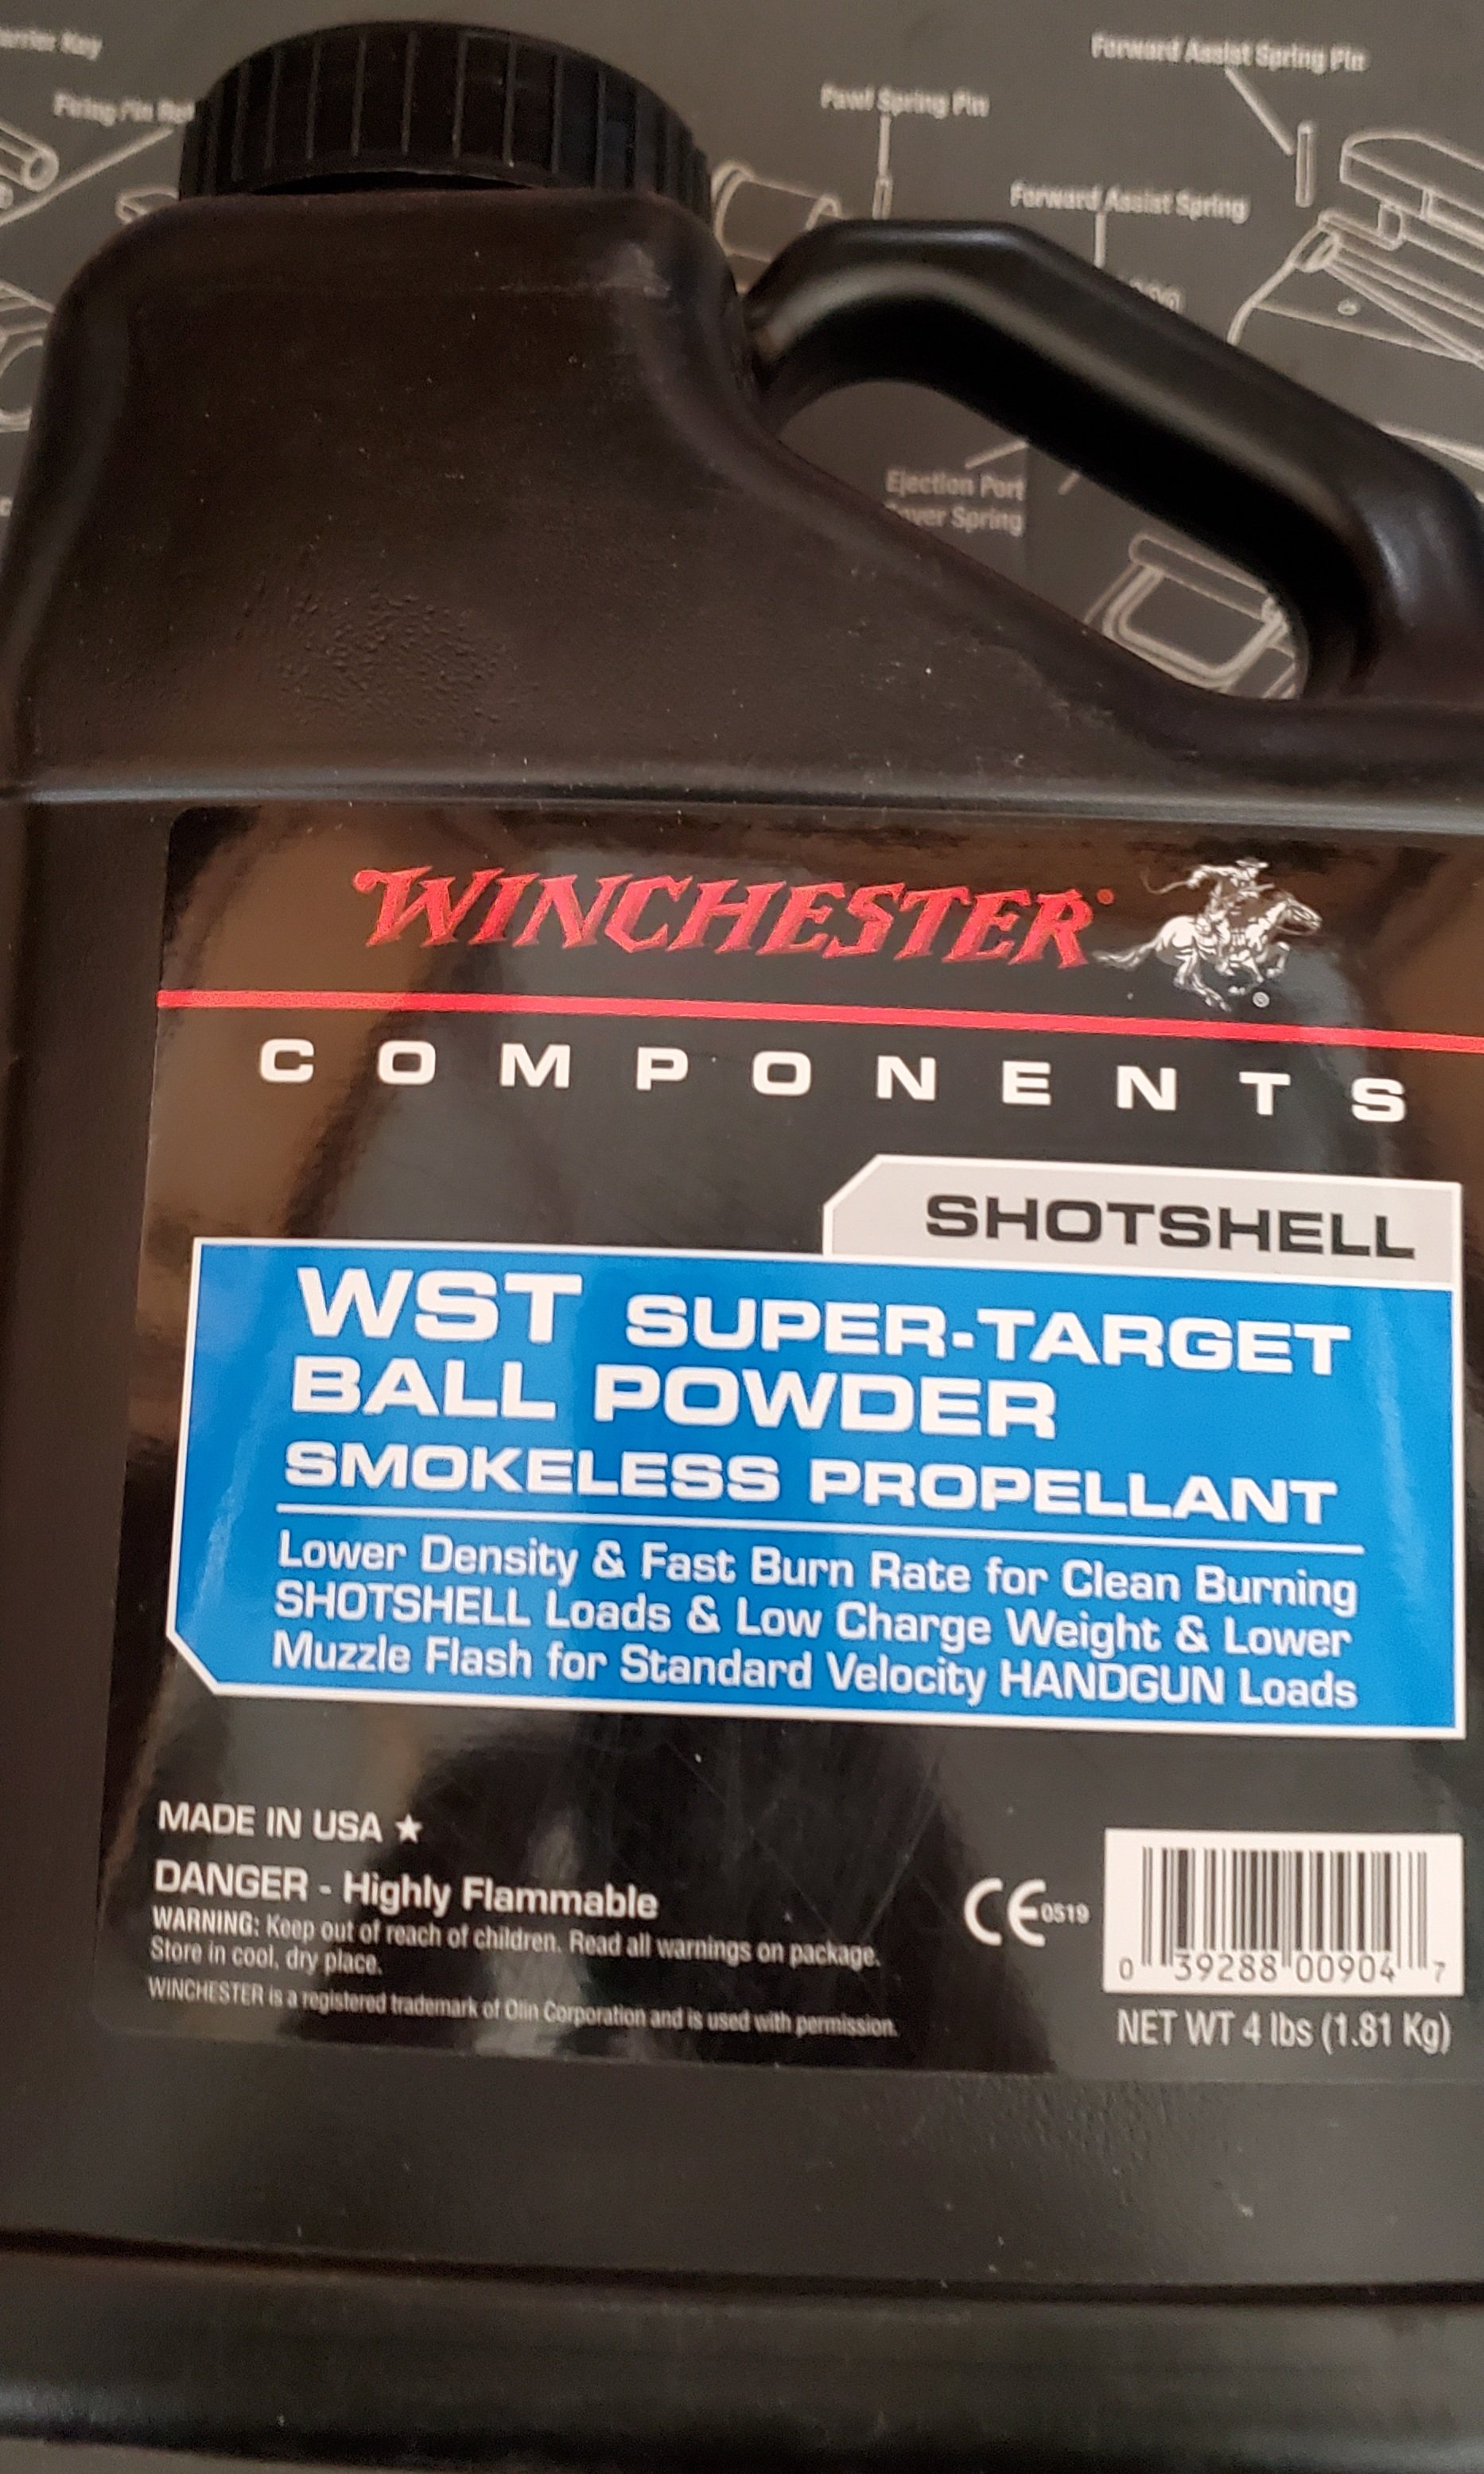 Firing Pin
Forward Assist Spring Pin
Pawl Spring Pin
Forward Assist Spring
Ejection Port
Spring
WINCHESTER®
®
COMPONENTS
SHOTSHELL
WST SUPER-TARGET
BALL POWDER
SMOKELESS PROPELLANT
Lower Density & Fast Burn Rate for Clean Burning
SHOTSHELL Loads & Low Charge Weight & Lower
Muzzle Flash for Standard Velocity HANDGUN Loads
MADE IN USA ★
DANGER - Highly Flammable
WARNING: Keep out of reach of children. Read all warnings on package.
Store in cool, dry place.
WINCHESTER is a registered trademark of Olin Corporation and is used with permission.
CE 0519
0 39288 00904 7
NET WT 4 lbs (1.81 Kg)